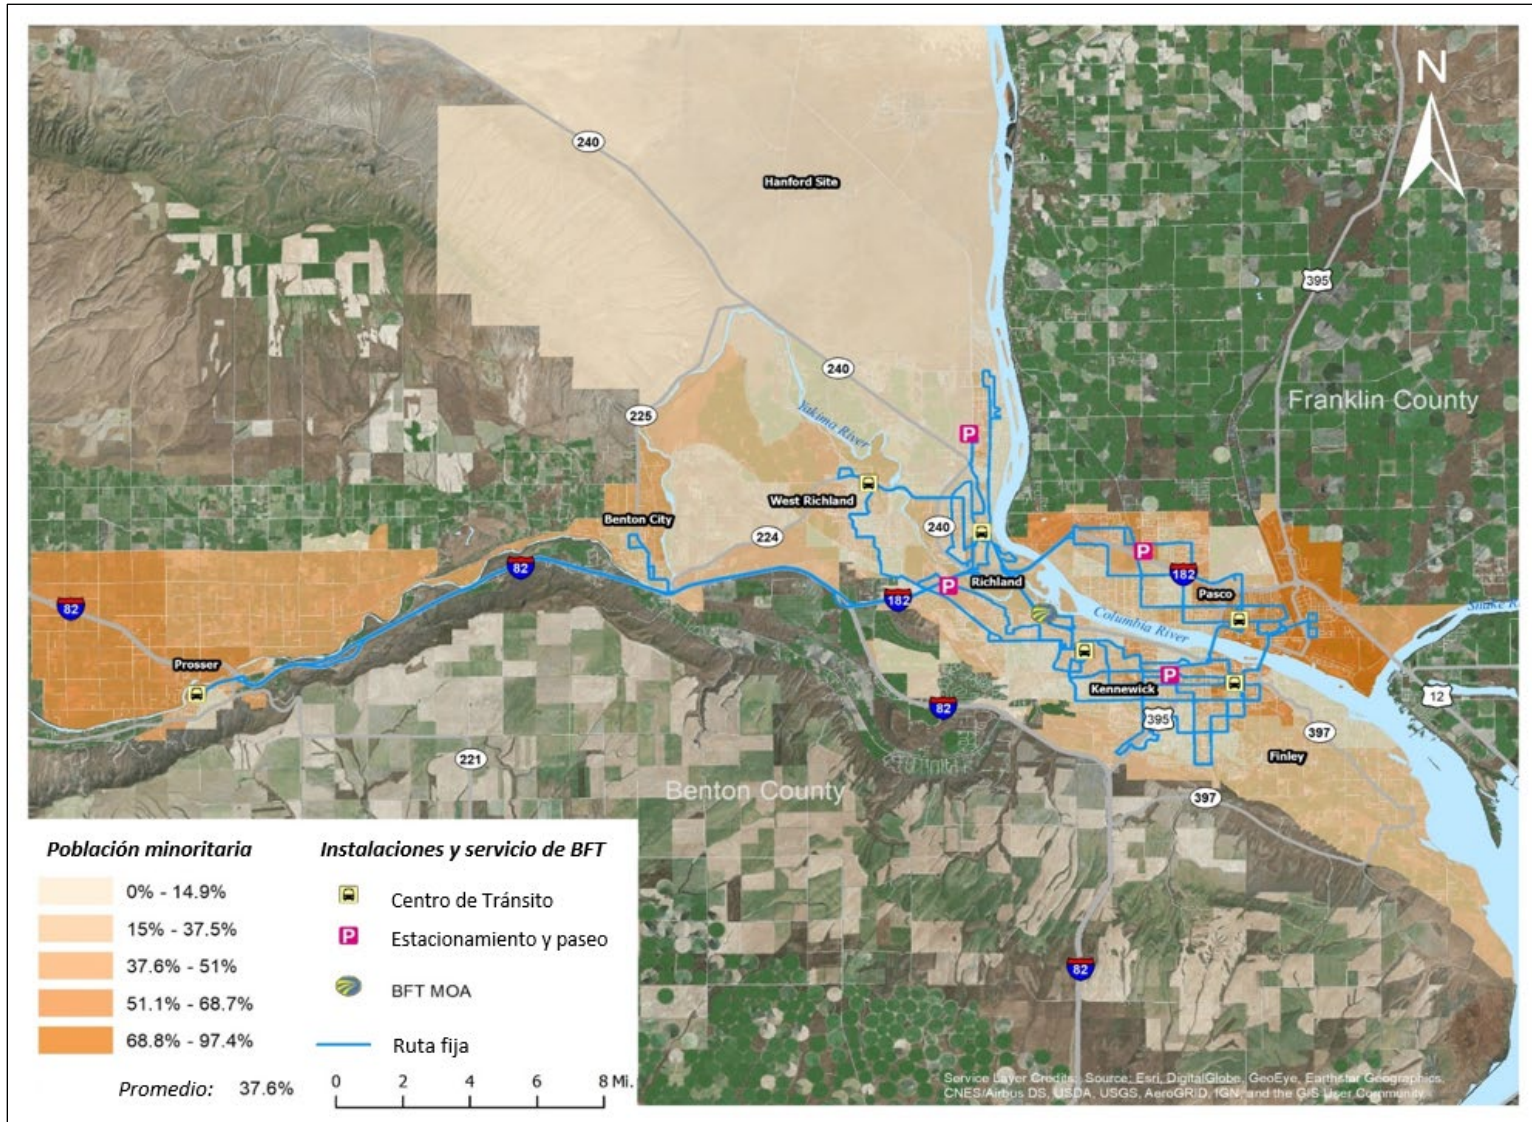 N
240
Hanford Site
395
240
Franklin County
225
Yakima River
West Richland
Benton City
240
224
82
182
Richland
182
Pasco
82
Columbia River
Prosser
Kennewick
12
82
395
397
221
Finley
Benton County
397
82
Población minoritaria
0% - 14.9%
15% - 37.5%
37.6% - 51%
51.1% - 68.7%
68.8% - 97.4%
Promedio: 37.6%
Instalaciones y servicio de BFT
Centro de Tránsito
P Estacionamiento y paseo
BFT MOA
Ruta fija
0 2 4 6 8 Mi.
Service Layer Credits: Source: Esri, DigitalGlobe, GeoEye, Earthstar Geographics,
CNES/Airbus DS, USDA, USGS, AeroGRID, IGN, and the GIS User Community